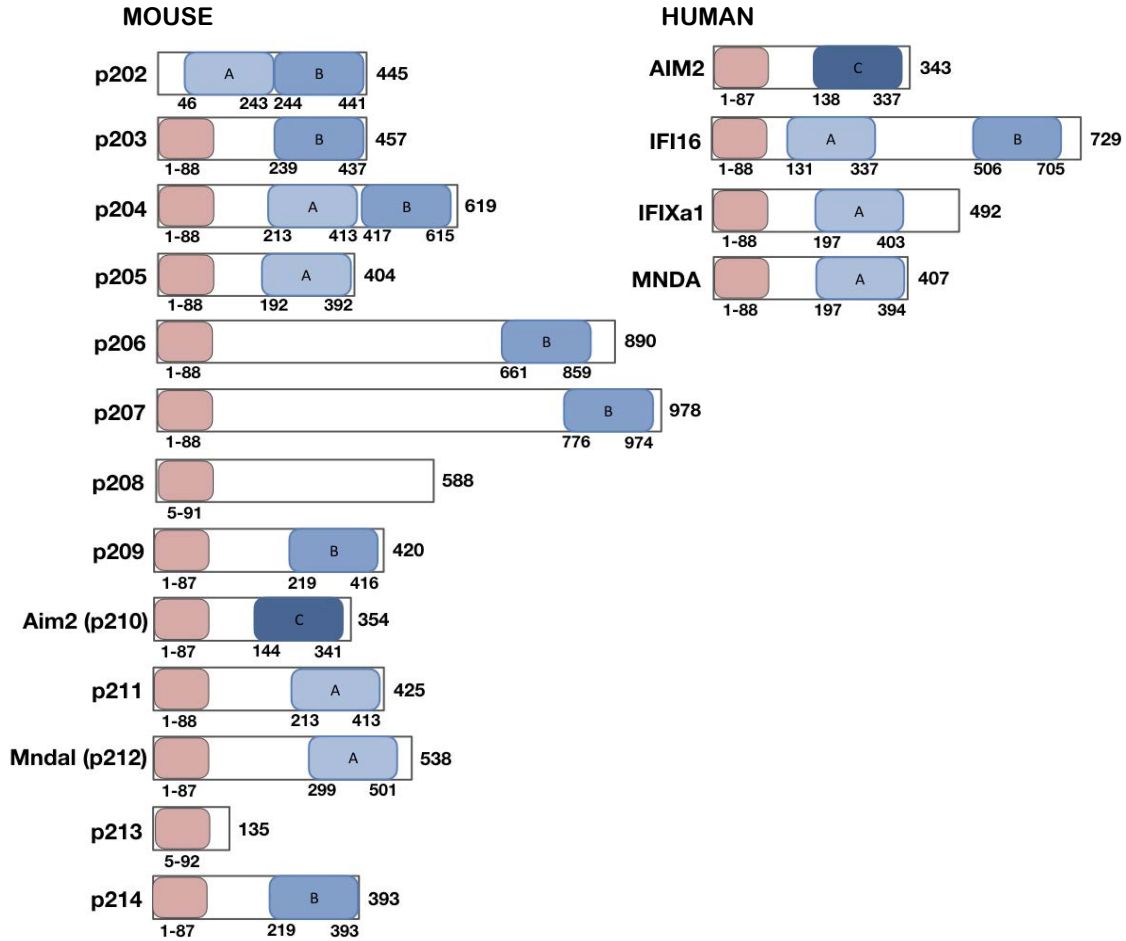 MOUSE
p202 A B 445
46 243 244 441
p203 B 457
1-88 239 437
p204 A B 619
1-88 213 413 417 615
p205 A 404
1-88 192 392
p206 B 890
1-88 661 859
p207 B 978
1-88 776 974
p208 588
5-91
p209 B 420
1-87 219 416
Aim2 (p210) C 354
1-87 144 341
p211 A 425
1-88 213 413
Mndal (p212) A 538
1-87 299 501
p213 135
5-92
p214 B 393
1-87 219 393
HUMAN
AIM2 C 343
1-87 138 337
IFI16 A B 729
1-88 131 337 506 705
IFIXa1 A 492
1-88 197 403
MNDA A 407
1-88 197 394